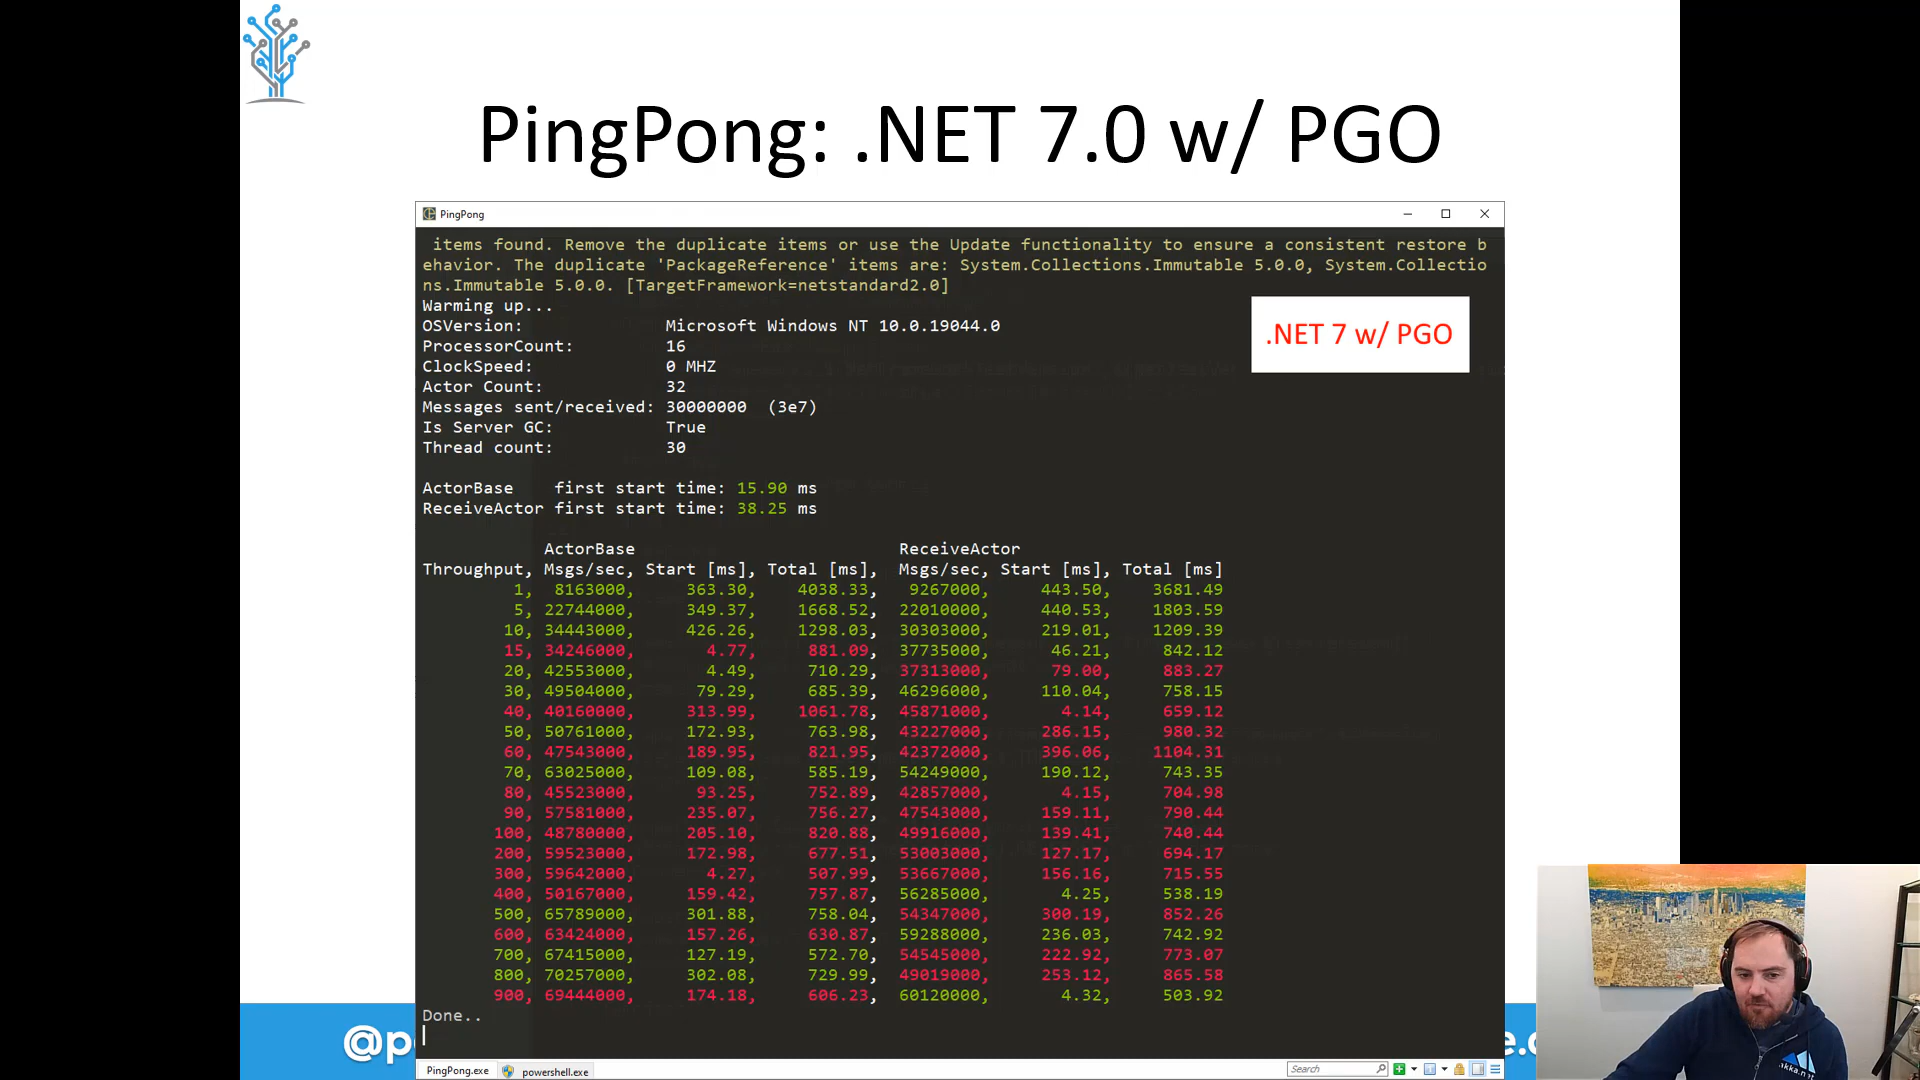 PingPong: .NET 7.0 w/ PGO
PingPong
items found. Remove the duplicate items or use the Update functionality to ensure a consistent restore b
ehavior. The duplicate 'PackageReference' items are: System.Collections.Immutable 5.0.0, System.Collectio
ns.Immutable 5.0.0. [TargetFramework=netstandard2.0]
Warming up...
OSVersion: Microsoft Windows NT 10.0.19044.0
ProcessorCount: 16
ClockSpeed: 0 MHZ
Actor Count: 32
Messages sent/received: 30000000 (3e7)
Is Server GC: True
Thread count: 30
.NET 7 w/ PGO
ActorBase first start time: 15.90 ms
ReceiveActor first start time: 38.25 ms
ActorBase ReceiveActor
Throughput, Msgs/sec, Start [ms], Total [ms], Msgs/sec, Start [ms], Total [ms]
1, 8163000, 363.30, 4038.33, 9267000, 443.50, 3681.49
5, 22744000, 349.37, 1668.52, 22010000, 440.53, 1803.59
10, 34443000, 426.26, 1298.03, 30303000, 219.01, 1209.39
15, 34246000, 4.77, 881.09, 37735000, 46.21, 842.12
20, 42553000, 4.49, 710.29, 37313000, 79.00, 883.27
30, 49504000, 79.29, 685.39, 46296000, 110.04, 758.15
40, 40160000, 313.99, 1061.78, 45871000, 4.14, 659.12
50, 50761000, 172.93, 763.98, 43227000, 286.15, 980.32
60, 47543000, 189.95, 821.95, 42372000, 396.06, 1104.31
70, 63025000, 109.08, 585.19, 54249000, 190.12, 743.35
80, 45523000, 93.25, 752.89, 42857000, 4.15, 704.98
90, 57581000, 235.07, 756.27, 47543000, 159.11, 790.44
100, 48780000, 205.10, 820.88, 49916000, 139.41, 740.44
200, 59523000, 172.98, 677.51, 53003000, 127.17, 694.17
300, 59642000, 4.27, 507.99, 53667000, 156.16, 715.55
400, 50167000, 159.42, 757.87, 56285000, 4.25, 538.19
500, 65789000, 301.88, 758.04, 54347000, 300.19, 852.26
600, 63424000, 157.26, 630.87, 59288000, 236.03, 742.92
700, 67415000, 127.19, 572.70, 54545000, 222.92, 773.07
800, 70257000, 302.08, 729.99, 49019000, 253.12, 865.58
900, 69444000, 174.18, 606.23, 60120000, 4.32, 503.92
Done..
@p
PingPong.exe
powershell.exe
Search